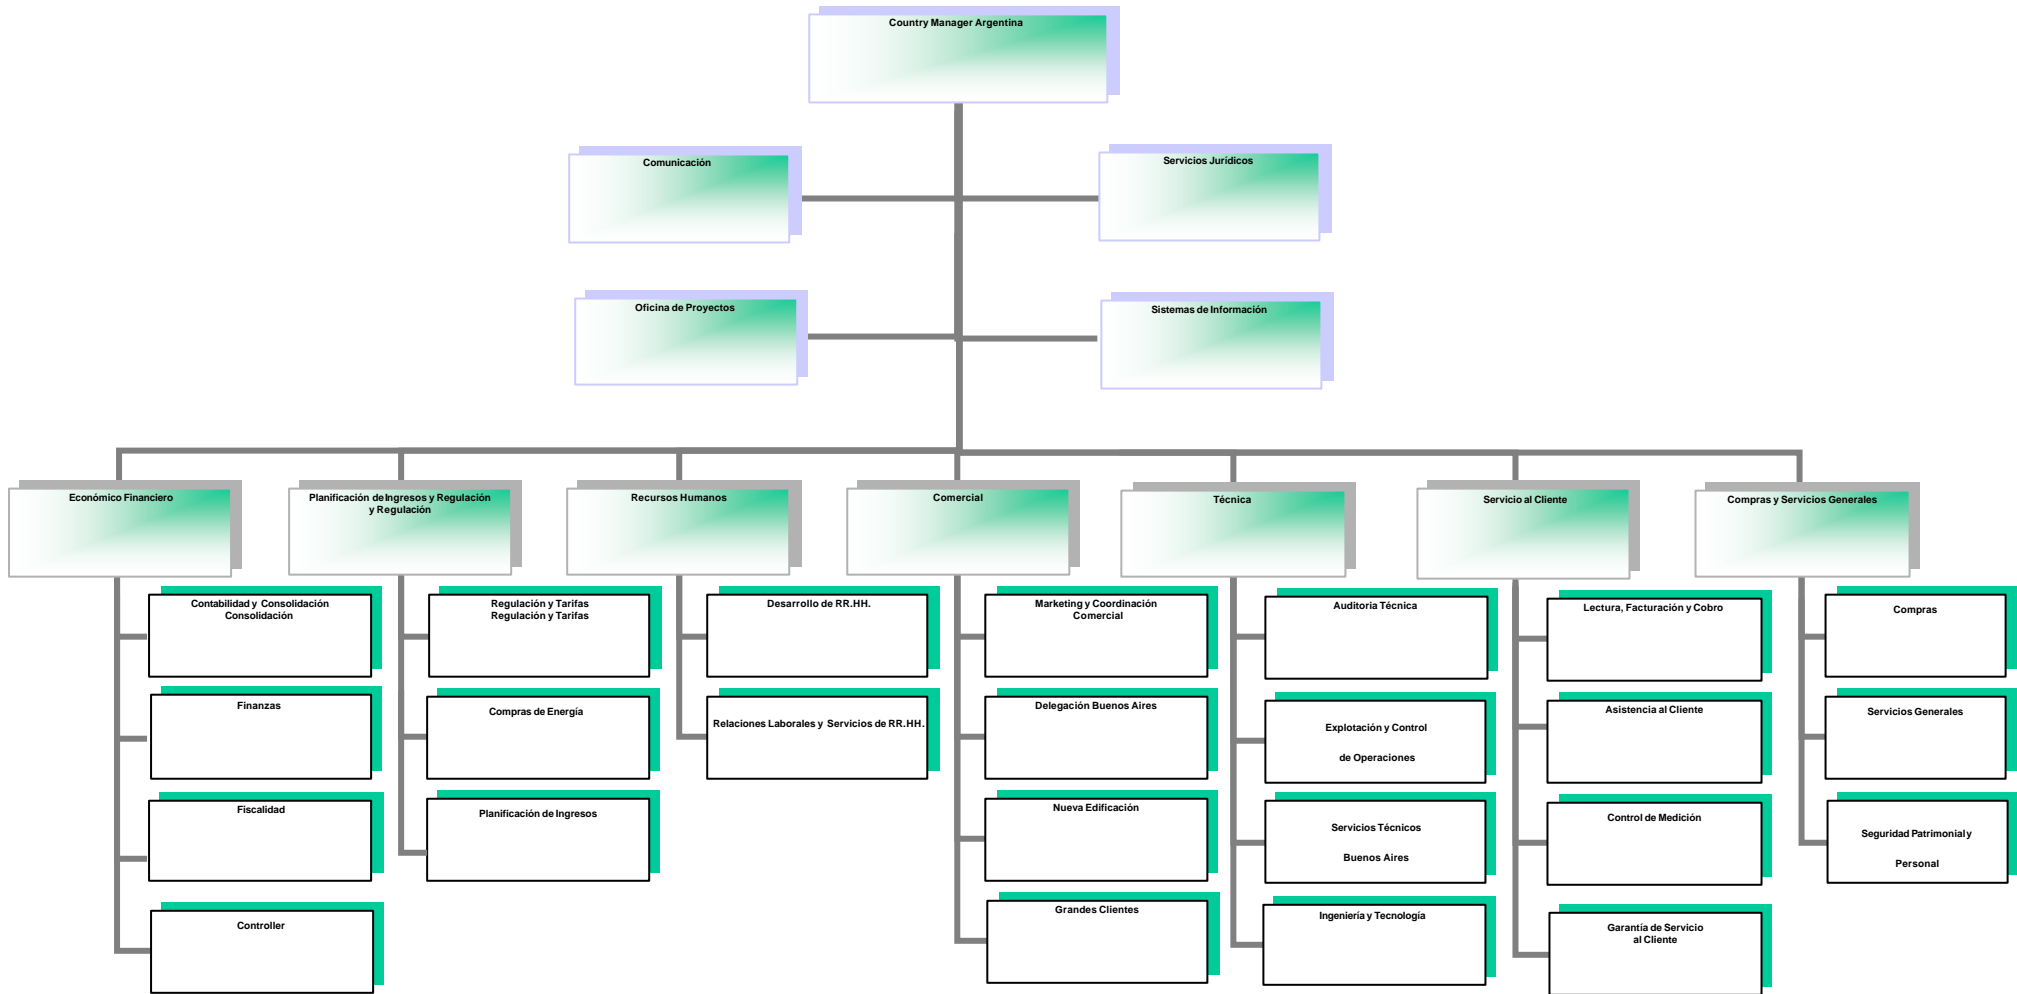 Country Manager Argentina
Comunicación
Servicios Jurídicos
Oficina de Proyectos
Sistemas de Información
Económico Financiero
Planificación de Ingresos y Regulación
y Regulación
Recursos Humanos
Comercial
Técnica
Servicio al Cliente
Compras y Servicios Generales
Contabilidad y Consolidación
Consolidación
Finanzas
Fiscalidad
Controller
Regulación y Tarifas
Regulación y Tarifas
Compras de Energía
Planificación de Ingresos
Desarrollo de RR.HH.
Relaciones Laborales y Servicios de RR.HH.
Marketing y Coordinación
Comercial
Delegación Buenos Aires
Nueva Edificación
Grandes Clientes
Auditoria Técnica
Explotación y Control
de Operaciones
Servicios Técnicos
Buenos Aires
Ingeniería y Tecnología
Lectura, Facturación y Cobro
Asistencia al Cliente
Control de Medición
Garantía de Servicio
al Cliente
Compras
Servicios Generales
Seguridad Patrimonial y
Personal